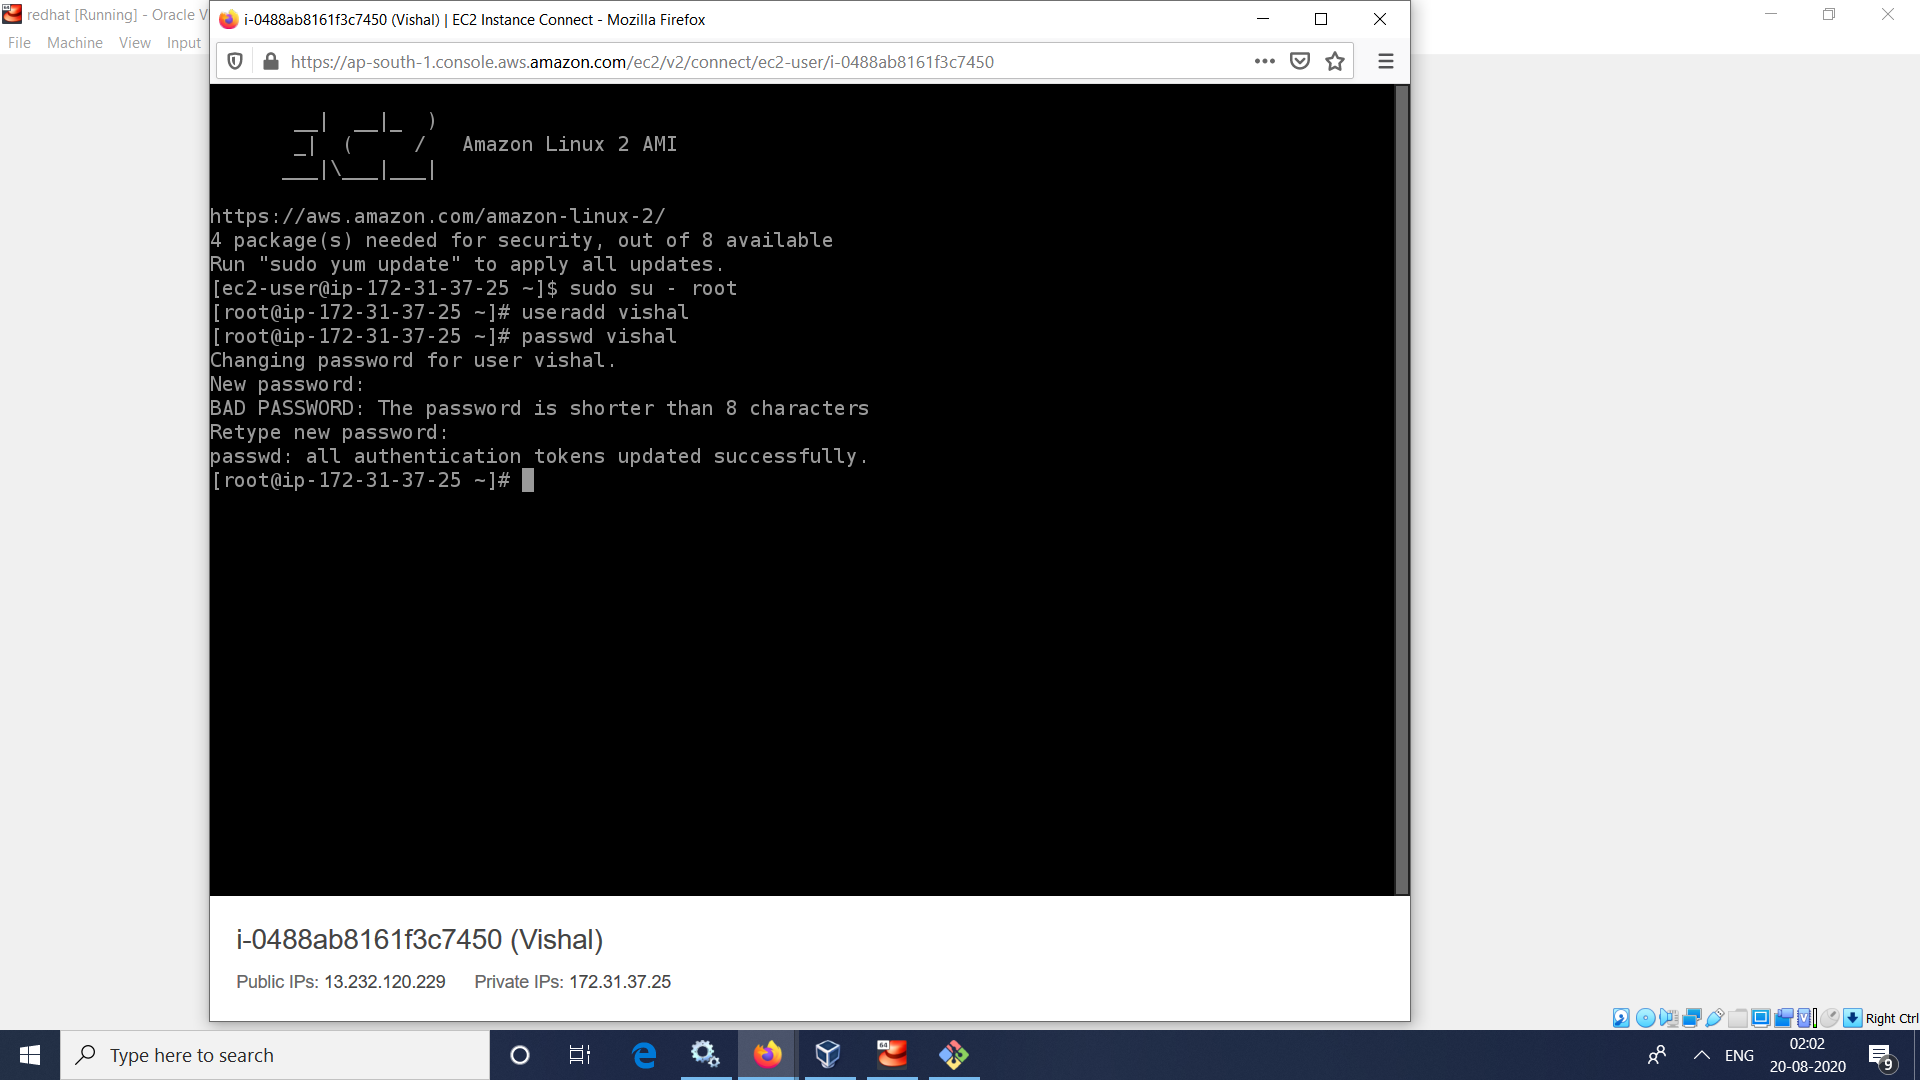 redhat [Running] - Oracle V
File Machine View Input
i-0488ab8161f3c7450 (Vishal) | EC2 Instance Connect - Mozilla Firefox
https://ap-south-1.console.aws.amazon.com/ec2/v2/connect/ec2-user/i-0488ab8161f3c7450
__|  __|_  )
_|  (     /   Amazon Linux 2 AMI
___|\___|___|
https://aws.amazon.com/amazon-linux-2/
4 package(s) needed for security, out of 8 available
Run "sudo yum update" to apply all updates.
[ec2-user@ip-172-31-37-25 ~]$ sudo su - root
[root@ip-172-31-37-25 ~]# useradd vishal
[root@ip-172-31-37-25 ~]# passwd vishal
Changing password for user vishal.
New password:
BAD PASSWORD: The password is shorter than 8 characters
Retype new password:
passwd: all authentication tokens updated successfully.
[root@ip-172-31-37-25 ~]#
i-0488ab8161f3c7450 (Vishal)
Public IPs: 13.232.120.229 Private IPs: 172.31.37.25
Right Ctrl
Type here to search
64
ENG
02:02
20-08-2020
9